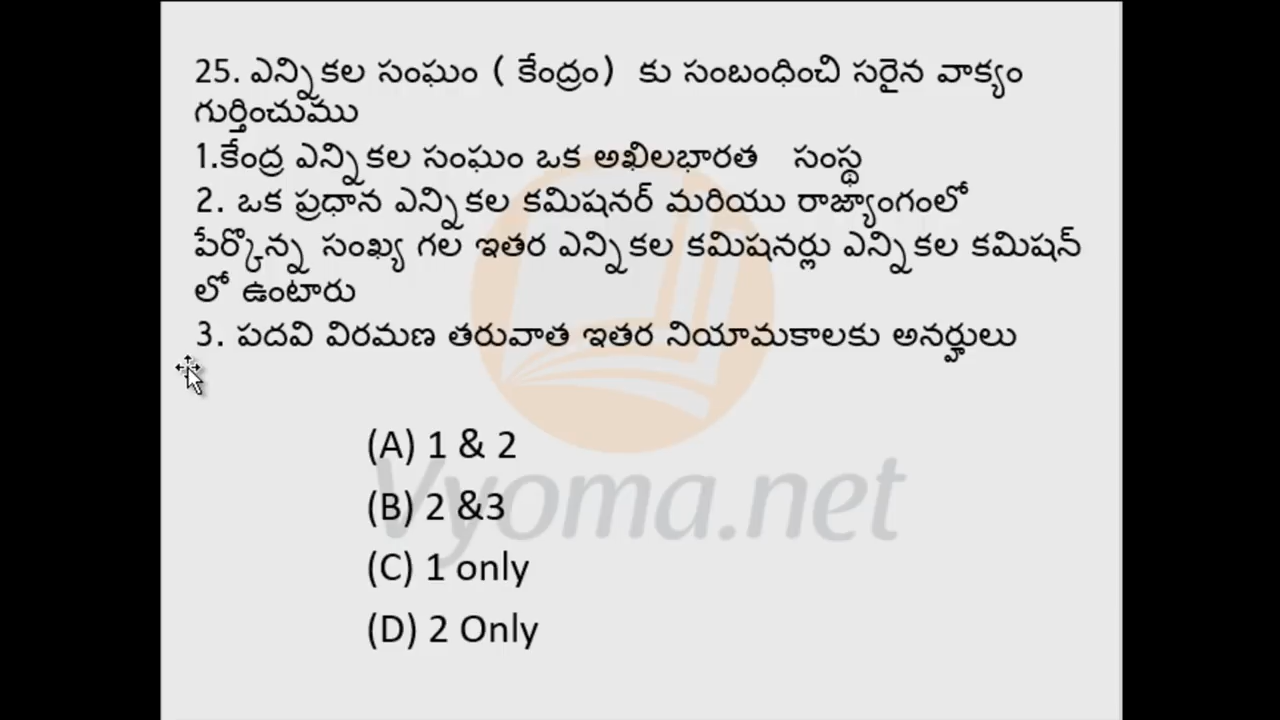 25. ఎన్నికల సంఘం ( కేంద్రం) కు సంబంధించి సరైన వాక్యం
గుర్తించుము
1.కేంద్ర ఎన్నికల సంఘం ఒక అఖిలభారత సంస్థ
2. ఒక ప్రధాన ఎన్నికల కమిషనర్ మరియు రాజ్యాంగంలో
పేర్కొన్న సంఖ్య గల ఇతర ఎన్నికల కమిషనర్లు ఎన్నికల కమిషన్
లో ఉంటారు
3. పదవి విరమణ తరువాత ఇతర నియామకాలకు అనర్హులు
(A) 1 & 2
(B) 2 &3
(C) 1 only
(D) 2 Only
Vyoma.net